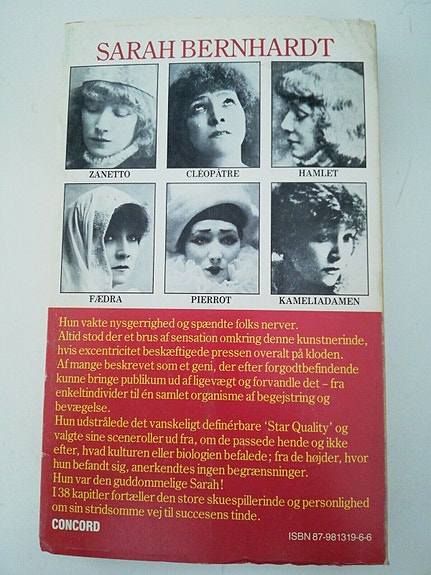 SARAH BERNHARDT
ZANETTO
CLÉOPÂTRE
HAMLET
FÆDRA
PIERROT
KAMELIADAMEN
Hun vakte nysgerrighed og spændte folks nerver.
Altid stod der et brus af sensation omkring denne kunstnerinde,
hvis excentricitet beskæftigede pressen overalt på kloden.
Af mange beskrevet som et geni, der efter forgodtbefindende
kunne bringe publikum ud af ligevægt og forvandle det – fra
enkeltindivider til én samlet organisme af begejstring og
bevægelse.
Hun udstrålede det vanskeligt definérbare 'Star Quality' og
valgte sine sceneroller ud fra, om de passede hende og ikke
efter, hvad kulturen eller biologien befalede; fra de højder, hvor
hun befandt sig, anerkendtes ingen begrænsninger.
Hun var den guddommelige Sarah!
I 38 kapitler fortæller den store skuespillerinde og personlighed
om sin stridsomme vej til succesens tinde.
CONCORD
ISBN 87-981319-6-6